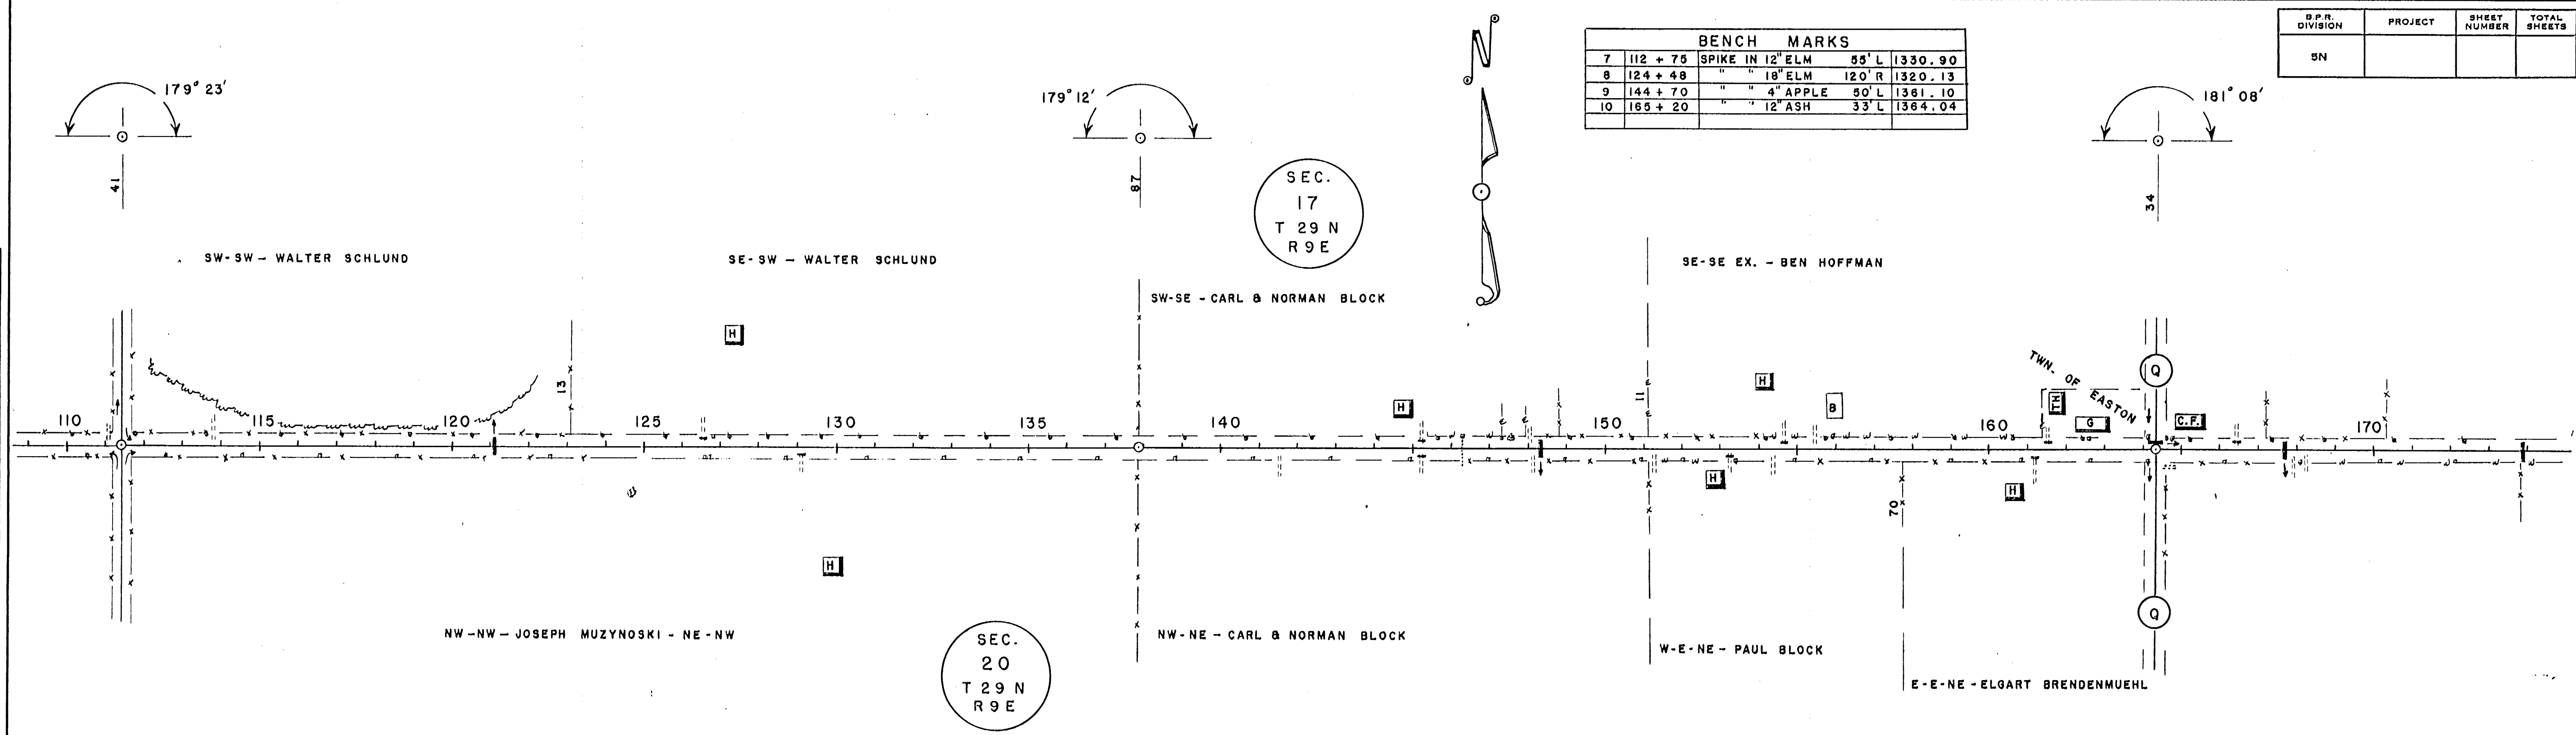 B.P.R. DIVISION PROJECT SHEET NUMBER TOTAL SHEETS
5N
N
BENCH MARKS
7 112 + 75 SPIKE IN 12" ELM 55' L 1330.90
8 124 + 48 " " 18" ELM 120' R 1320.13
9 144 + 70 " " 4" APPLE 50' L 1361.10
10 165 + 20 " " 12" ASH 33' L 1364.04
179° 23'
179° 12'
181° 08'
41
87
34
SEC.
17
T 29 N
R 9 E
SW-SW - WALTER SCHLUND
SE-SW - WALTER SCHLUND
SE-SE EX. - BEN HOFFMAN
SW-SE - CARL & NORMAN BLOCK
H
13
11
H
H
B
TWN. OF EASTON
TH
G
Q
C.F.
110 115 120 125 130 135 140 150 160 170
H
H
70
H
Q
NW-NW - JOSEPH MUZYNOSKI - NE-NW
NW-NE - CARL & NORMAN BLOCK
W-E-NE - PAUL BLOCK
E-E-NE - ELGART BRENDENMUEHL
SEC.
20
T 29 N
R 9 E